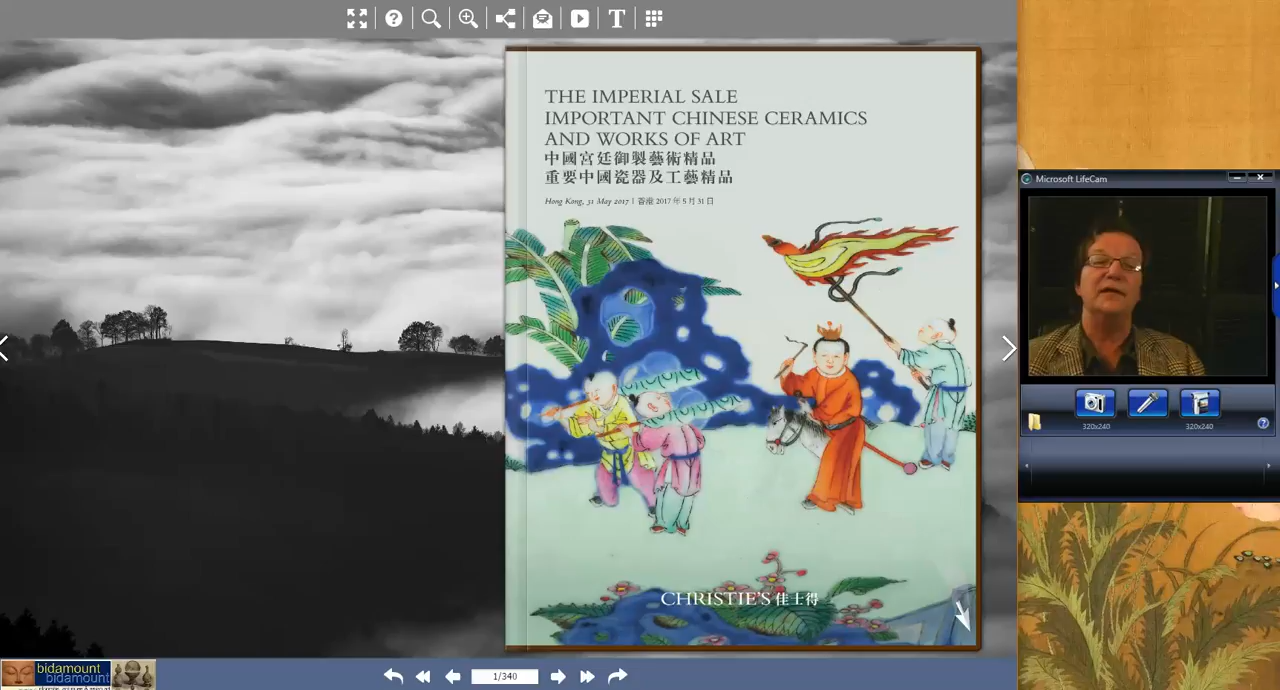 T
THE IMPERIAL SALE
IMPORTANT CHINESE CERAMICS
AND WORKS OF ART
中國宮廷御製藝術精品
重要中國瓷器及工藝精品
Hong Kong, 31 May 2017 | 香港 2017 年 5 月 31 日
CHRISTIE'S 佳士得
Microsoft LifeCam
320x240
320x240
bidamount
bidamount
1/340